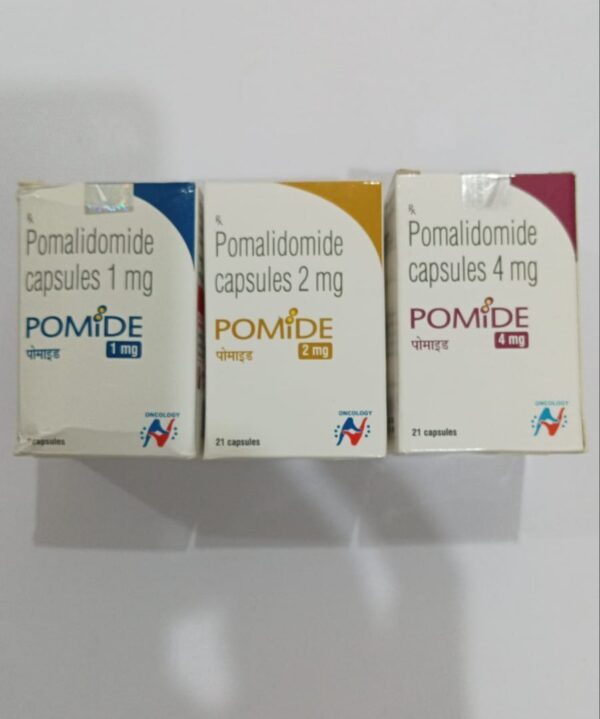 ℞
Pomalidomide
capsules 1 mg
POMiDE
पोमाइड
1 mg
ONCOLOGY
capsules
℞
Pomalidomide
capsules 2 mg
POMiDE
पोमाइड
2 mg
ONCOLOGY
21 capsules
℞
Pomalidomide
capsules 4 mg
POMiDE
पोमाइड
4 mg
ONCOLOGY
21 capsules